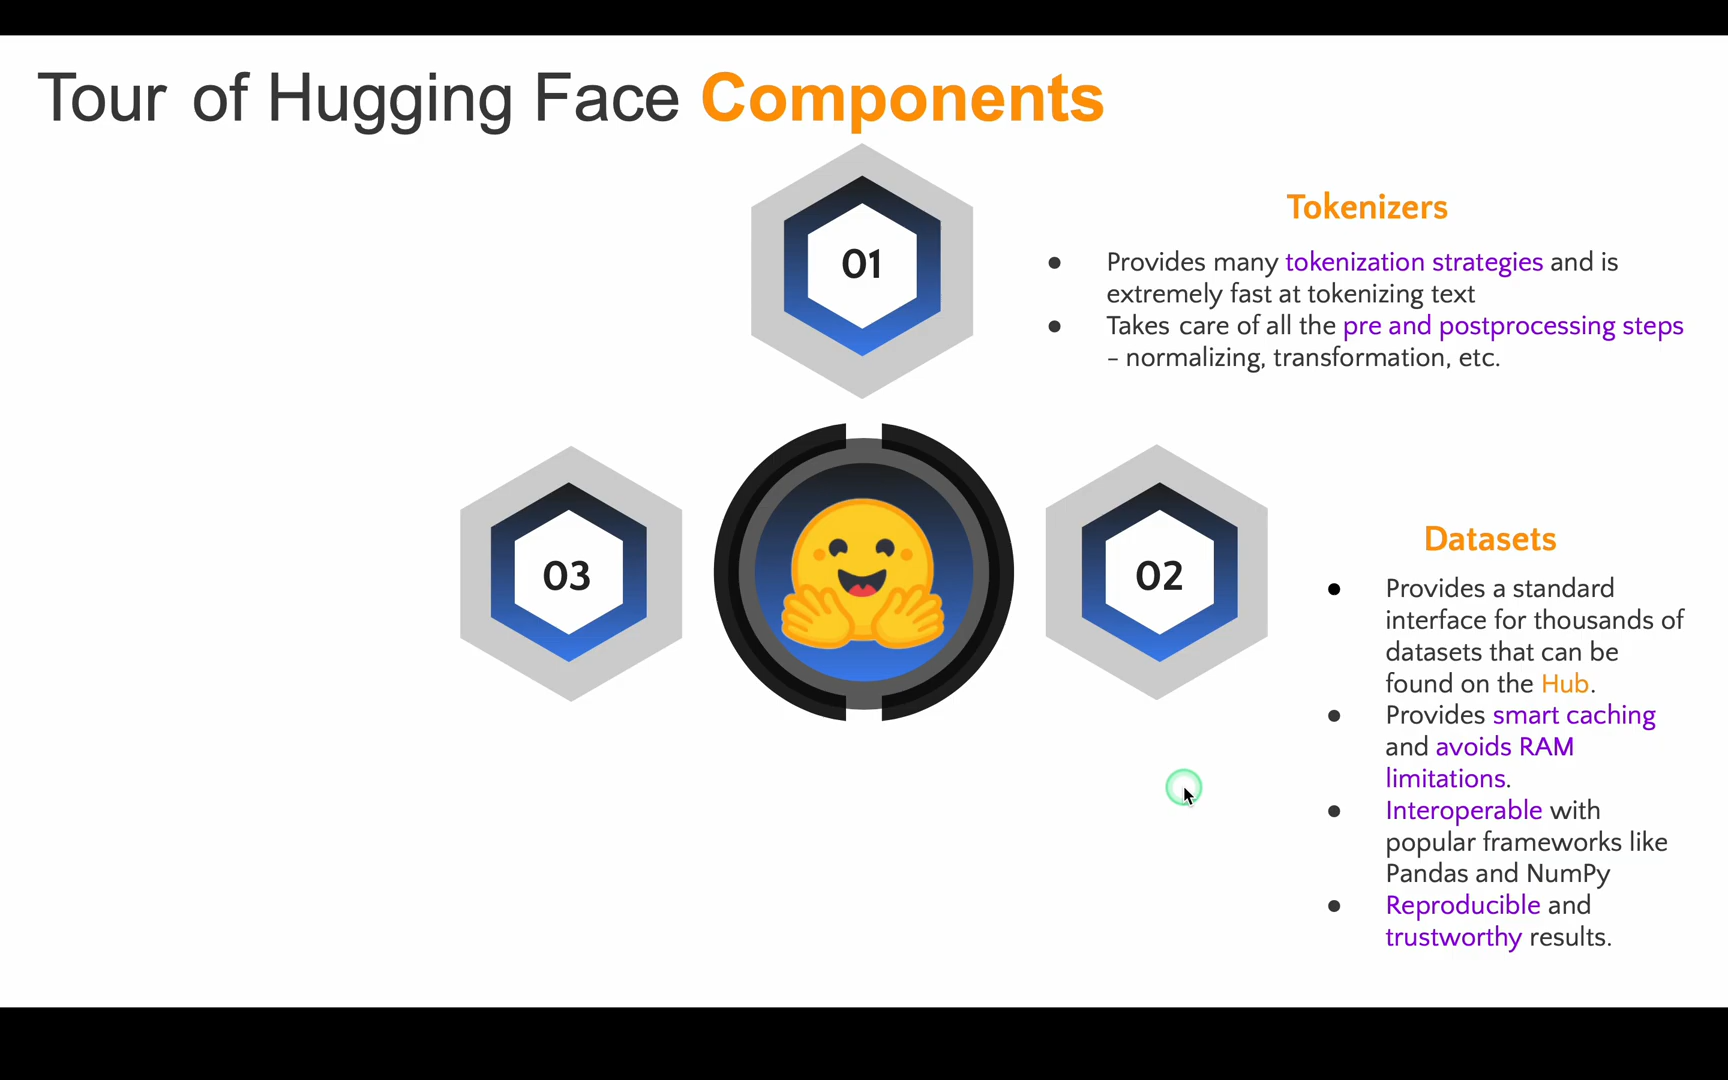 Tour of Hugging Face Components
01
Tokenizers
● Provides many tokenization strategies and is
extremely fast at tokenizing text
● Takes care of all the pre and postprocessing steps
– normalizing, transformation, etc.
03
02
Datasets
● Provides a standard
interface for thousands of
datasets that can be
found on the Hub.
● Provides smart caching
and avoids RAM
limitations.
● Interoperable with
popular frameworks like
Pandas and NumPy
● Reproducible and
trustworthy results.